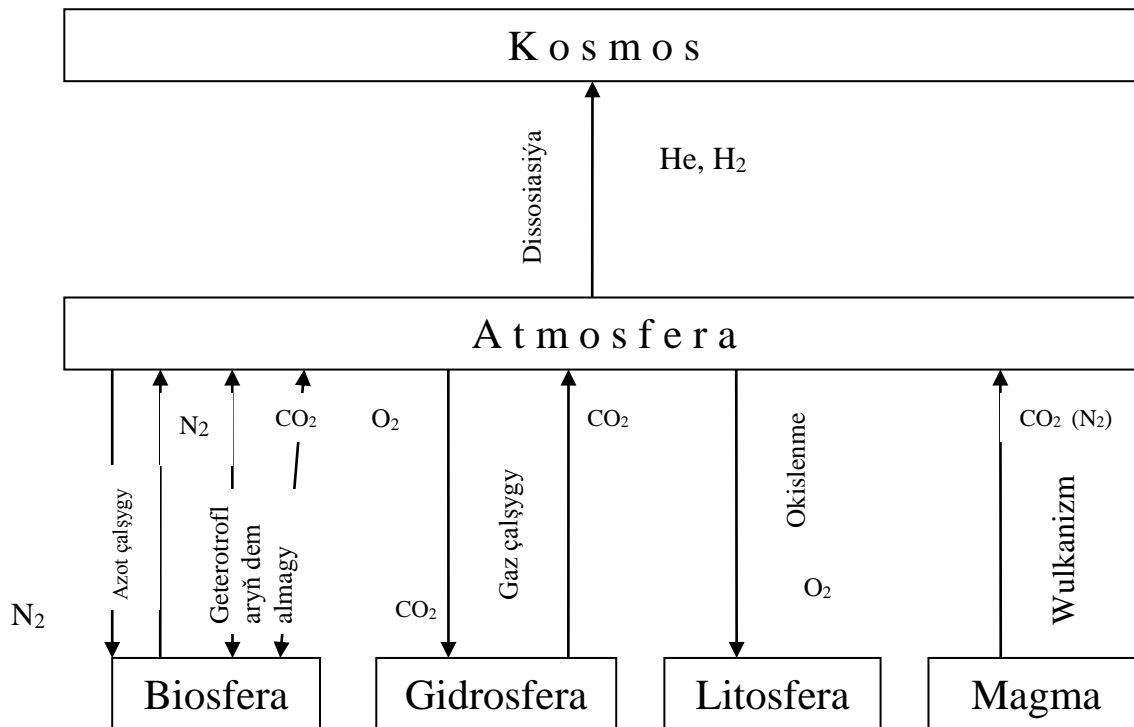 K o s m o s
Dissosiasiýa
He, H₂
A t m o s f e r a
N₂
CO₂
O₂
CO₂
CO₂ (N₂)
Azot çalşygy
Geterotrofl
aryň dem
almagy
Gaz çalşygy
Okislenme
Wulkanizm
N₂
CO₂
O₂
Biosfera
Gidrosfera
Litosfera
Magma